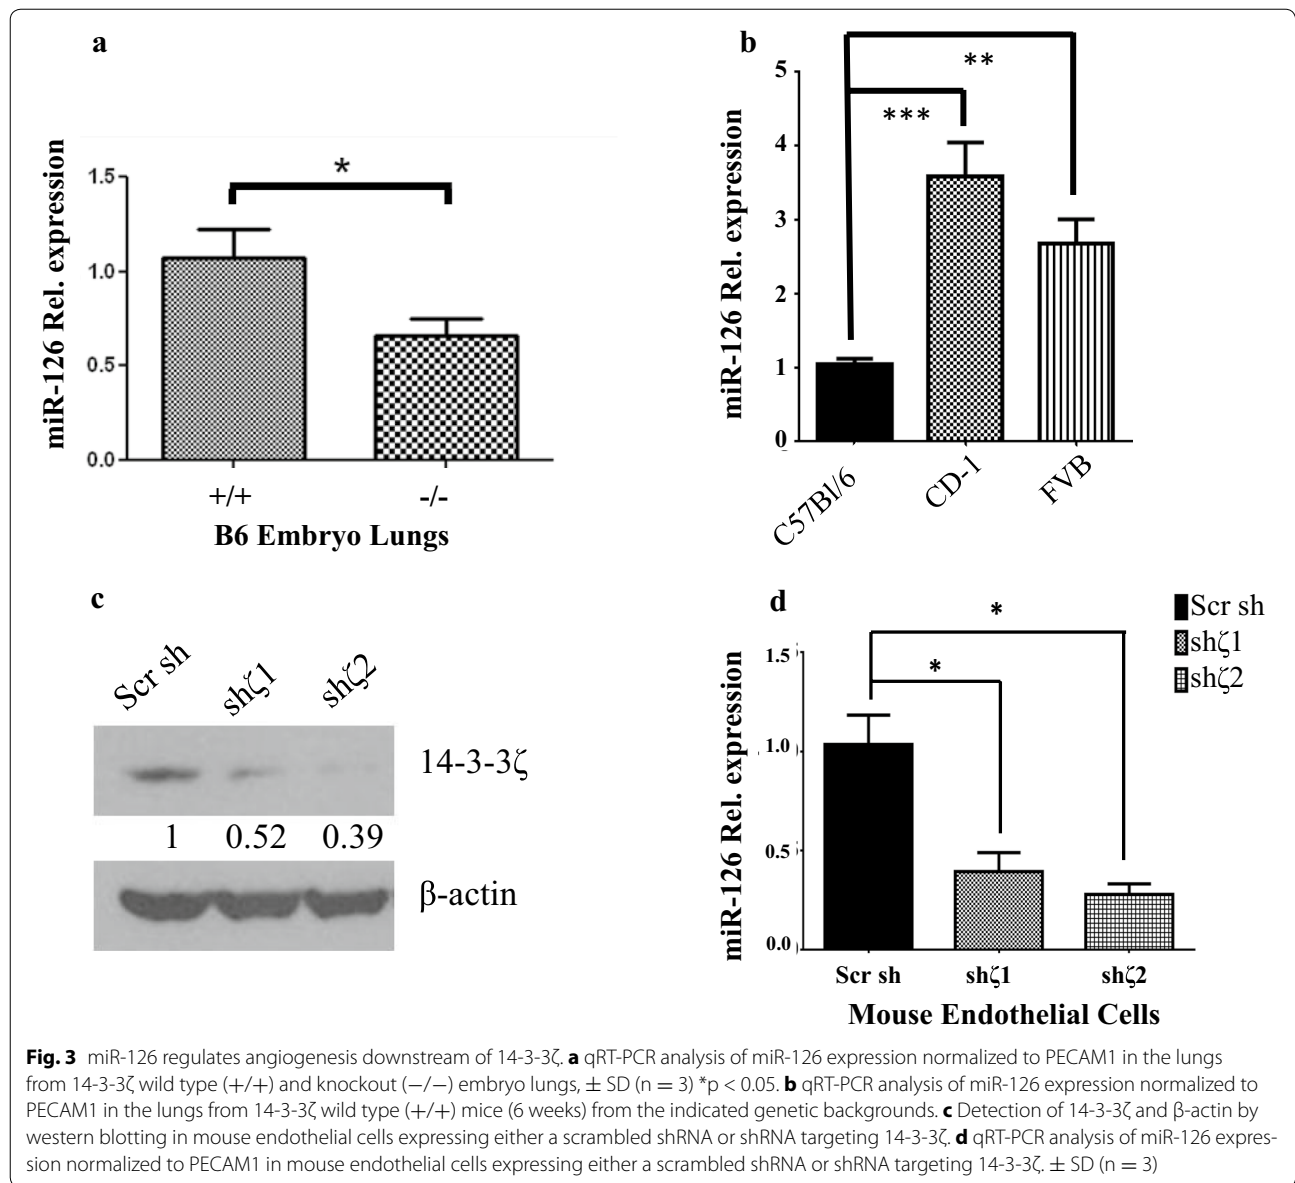 a
miR-126 Rel. expression
1.5
1.0
0.5
0.0
*
+/+
-/-
B6 Embryo Lungs
b
miR-126 Rel. expression
5
4
3
2
1
0
**
***
C57Bl/6
CD-1
FVB
c
Scr sh
shζ1
shζ2
14-3-3ζ
1
0.52
0.39
β-actin
d
miR-126 Rel. expression
1.5
1.0
0.5
0.0
*
*
Scr sh
shζ1
shζ2
Scr sh
shζ1
shζ2
Mouse Endothelial Cells
Fig. 3 miR-126 regulates angiogenesis downstream of 14-3-3ζ. a qRT-PCR analysis of miR-126 expression normalized to PECAM1 in the lungs
from 14-3-3ζ wild type (+/+) and knockout (−/−) embryo lungs, ± SD (n = 3) *p < 0.05. b qRT-PCR analysis of miR-126 expression normalized to
PECAM1 in the lungs from 14-3-3ζ wild type (+/+) mice (6 weeks) from the indicated genetic backgrounds. c Detection of 14-3-3ζ and β-actin by
western blotting in mouse endothelial cells expressing either a scrambled shRNA or shRNA targeting 14-3-3ζ. d qRT-PCR analysis of miR-126 expres-
sion normalized to PECAM1 in mouse endothelial cells expressing either a scrambled shRNA or shRNA targeting 14-3-3ζ. ± SD (n = 3)